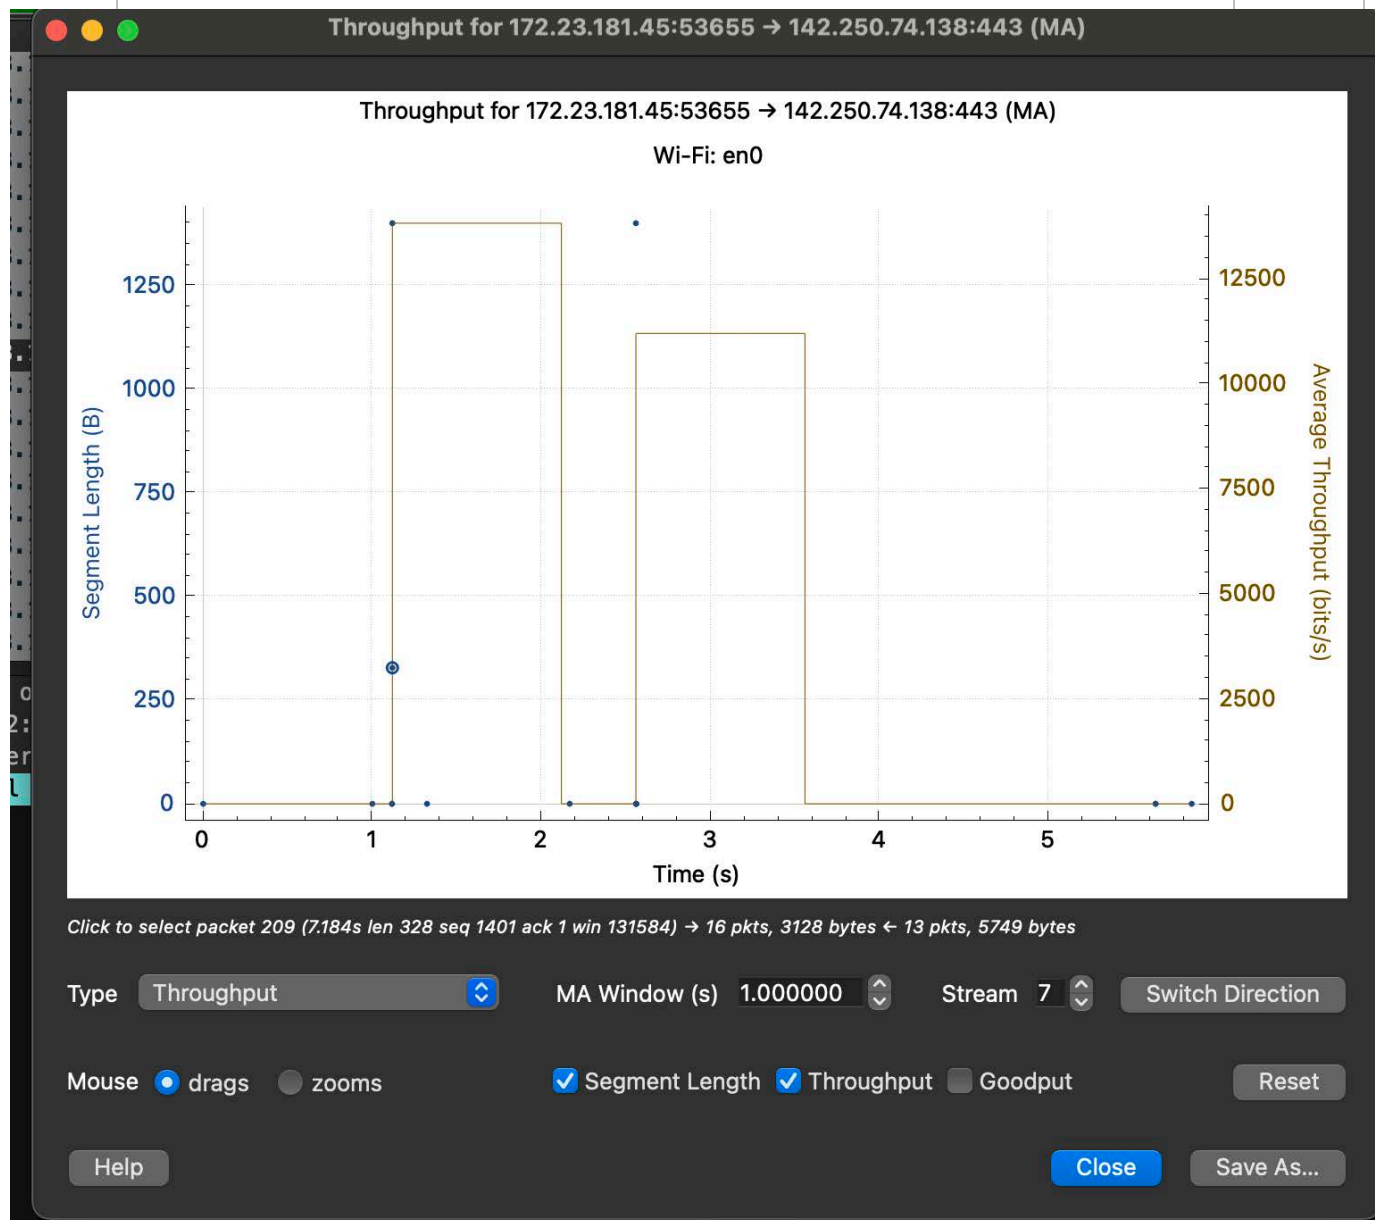 Throughput for 172.23.181.45:53655 → 142.250.74.138:443 (MA)
Throughput for 172.23.181.45:53655 → 142.250.74.138:443 (MA)
Wi-Fi: en0
1250
1000
750
500
250
0
Segment Length (B)
12500
10000
7500
5000
2500
0
Average Throughput (bits/s)
0 1 2 3 4 5
Time (s)
Click to select packet 209 (7.184s len 328 seq 1401 ack 1 win 131584) → 16 pkts, 3128 bytes ← 13 pkts, 5749 bytes
Type Throughput MA Window (s) 1.000000 Stream 7 Switch Direction
Mouse drags zooms Segment Length Throughput Goodput Reset
Help Close Save As...